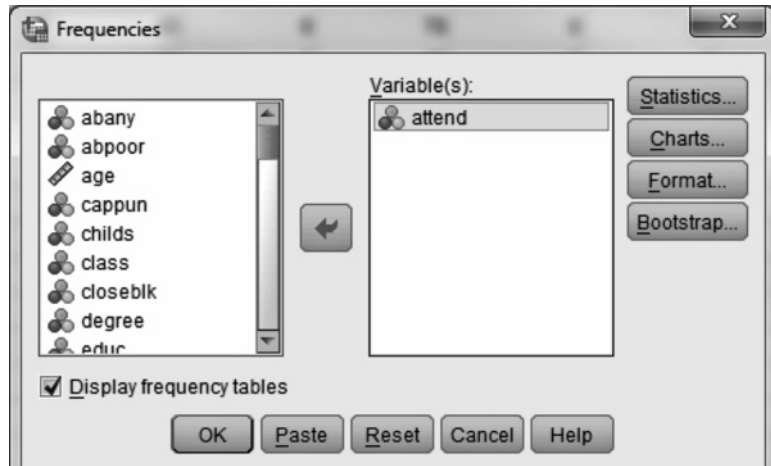 Frequencies
Variable(s):
abany
abpoor
age
cappun
childs
class
closeblk
degree
educ
attend
Statistics...
Charts...
Format...
Bootstrap...
Display frequency tables
OK
Paste
Reset
Cancel
Help